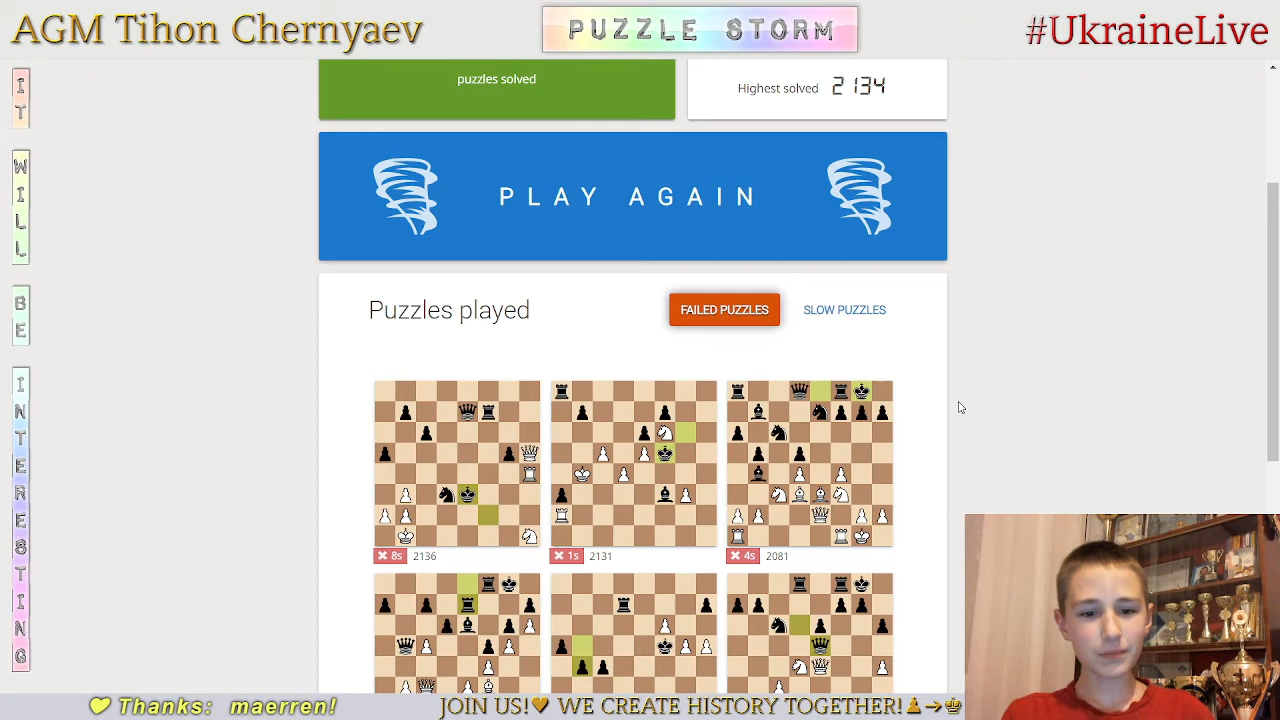 AGM Tihon Chernyaev
PUZZLE STORM
#UkraineLive
IT
WILL
BE
INTERESTING
puzzles solved
Highest solved 2134
PLAY AGAIN
Puzzles played
FAILED PUZZLES
SLOW PUZZLES
✖ 8s 2136
✖ 1s 2131
✖ 4s 2081
Thanks: maerren!
JOIN US!🧡 WE CREATE HISTORY TOGETHER!♟→♚